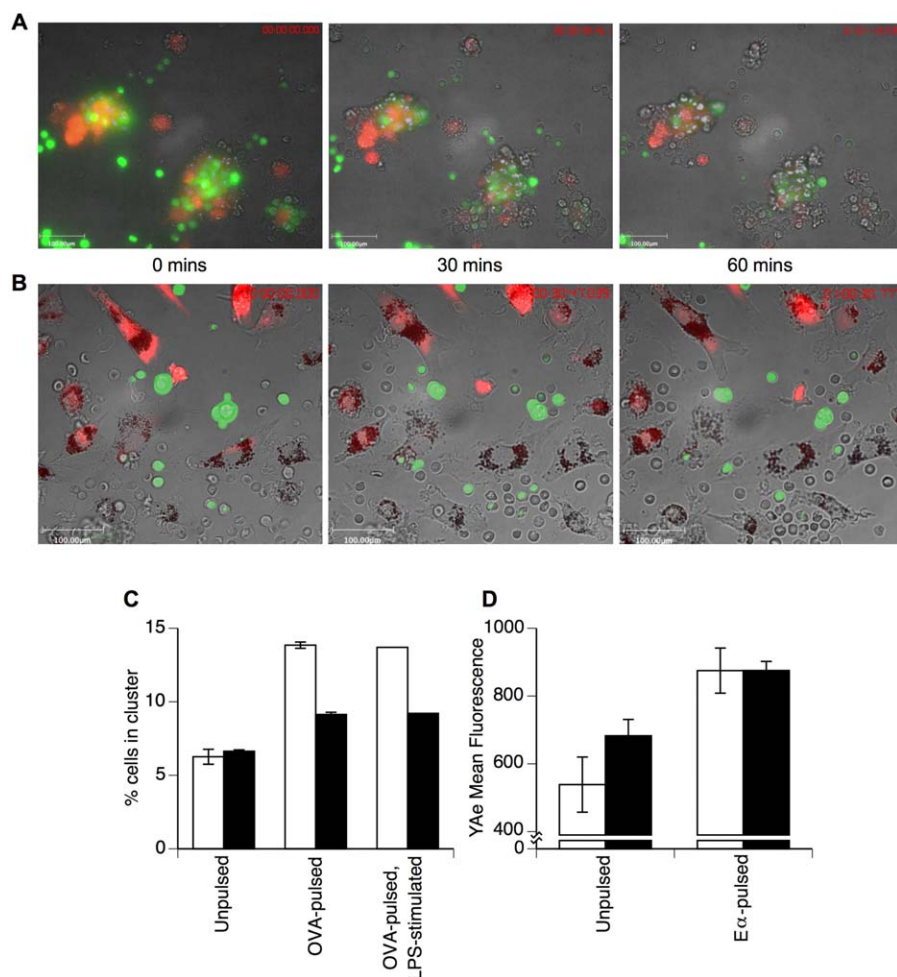 A
00:00:00.000
100.00µm
100.00µm
100.00µm
0 mins
30 mins
60 mins
B
100.00µm
100.00µm
100.00µm
C
% cells in cluster
15
10
5
0
Unpulsed
OVA-pulsed
OVA-pulsed,
LPS-stimulated
D
YAe Mean Fluorescence
1000
800
600
400
0
Unpulsed
Eα-pulsed